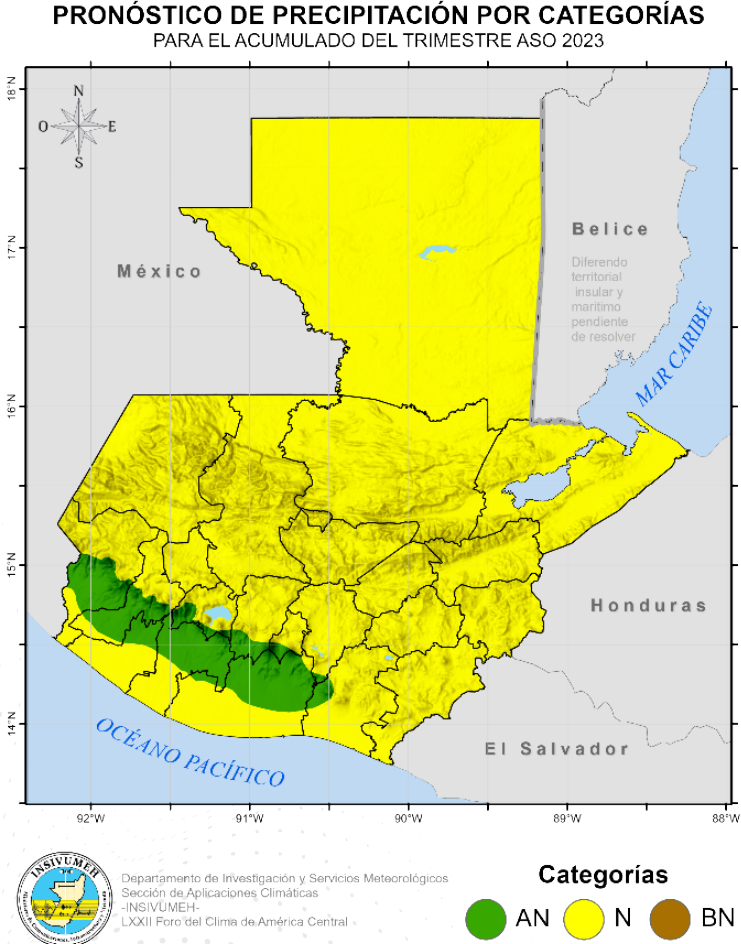 PRONÓSTICO DE PRECIPITACIÓN POR CATEGORÍAS
PARA EL ACUMULADO DEL TRIMESTRE ASO 2023
18°N
N
O
E
S
Belice
17°N
México
Diferendo
territorial
insular y
maritimo
pendiente
de resolver
MAR CARIBE
16°N
15°N
Honduras
14°N
OCÉANO PACÍFICO
El Salvador
92°W
91°W
90°W
89°W
88°W
INSIVUMEH
Departamento de Investigación y Servicios Meteorológicos
Sección de Aplicaciones Climáticas
-INSIVUMEH-
LXXII Foro del Clima de América Central
Categorías
AN
N
BN